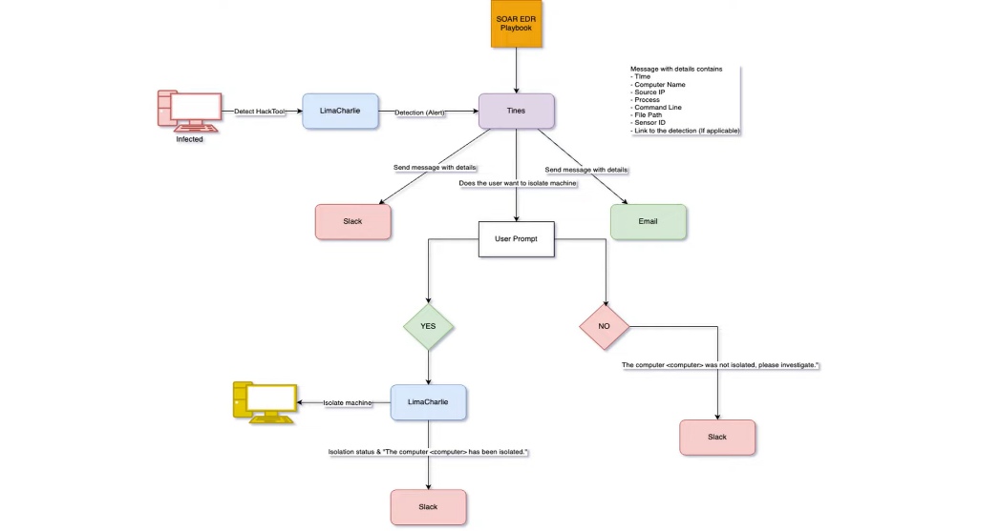 SOAR EDR
Playbook
Message with details contains
- TIme
- Computer Name
- Source IP
- Process
- Command Line
- File Path
- Sensor ID
- Link to the detection (If applicable)
Detect HackTool
LimaCharlie
Detection (Alert)
Tines
Infected
Send message with details
Does the user want to isolate machine
Send message with details
Slack
Email
User Prompt
YES
NO
The computer <computer> was not isolated, please investigate."
Isolate machine
LimaCharlie
Slack
Isolation status & "The computer <computer> has been isolated."
Slack